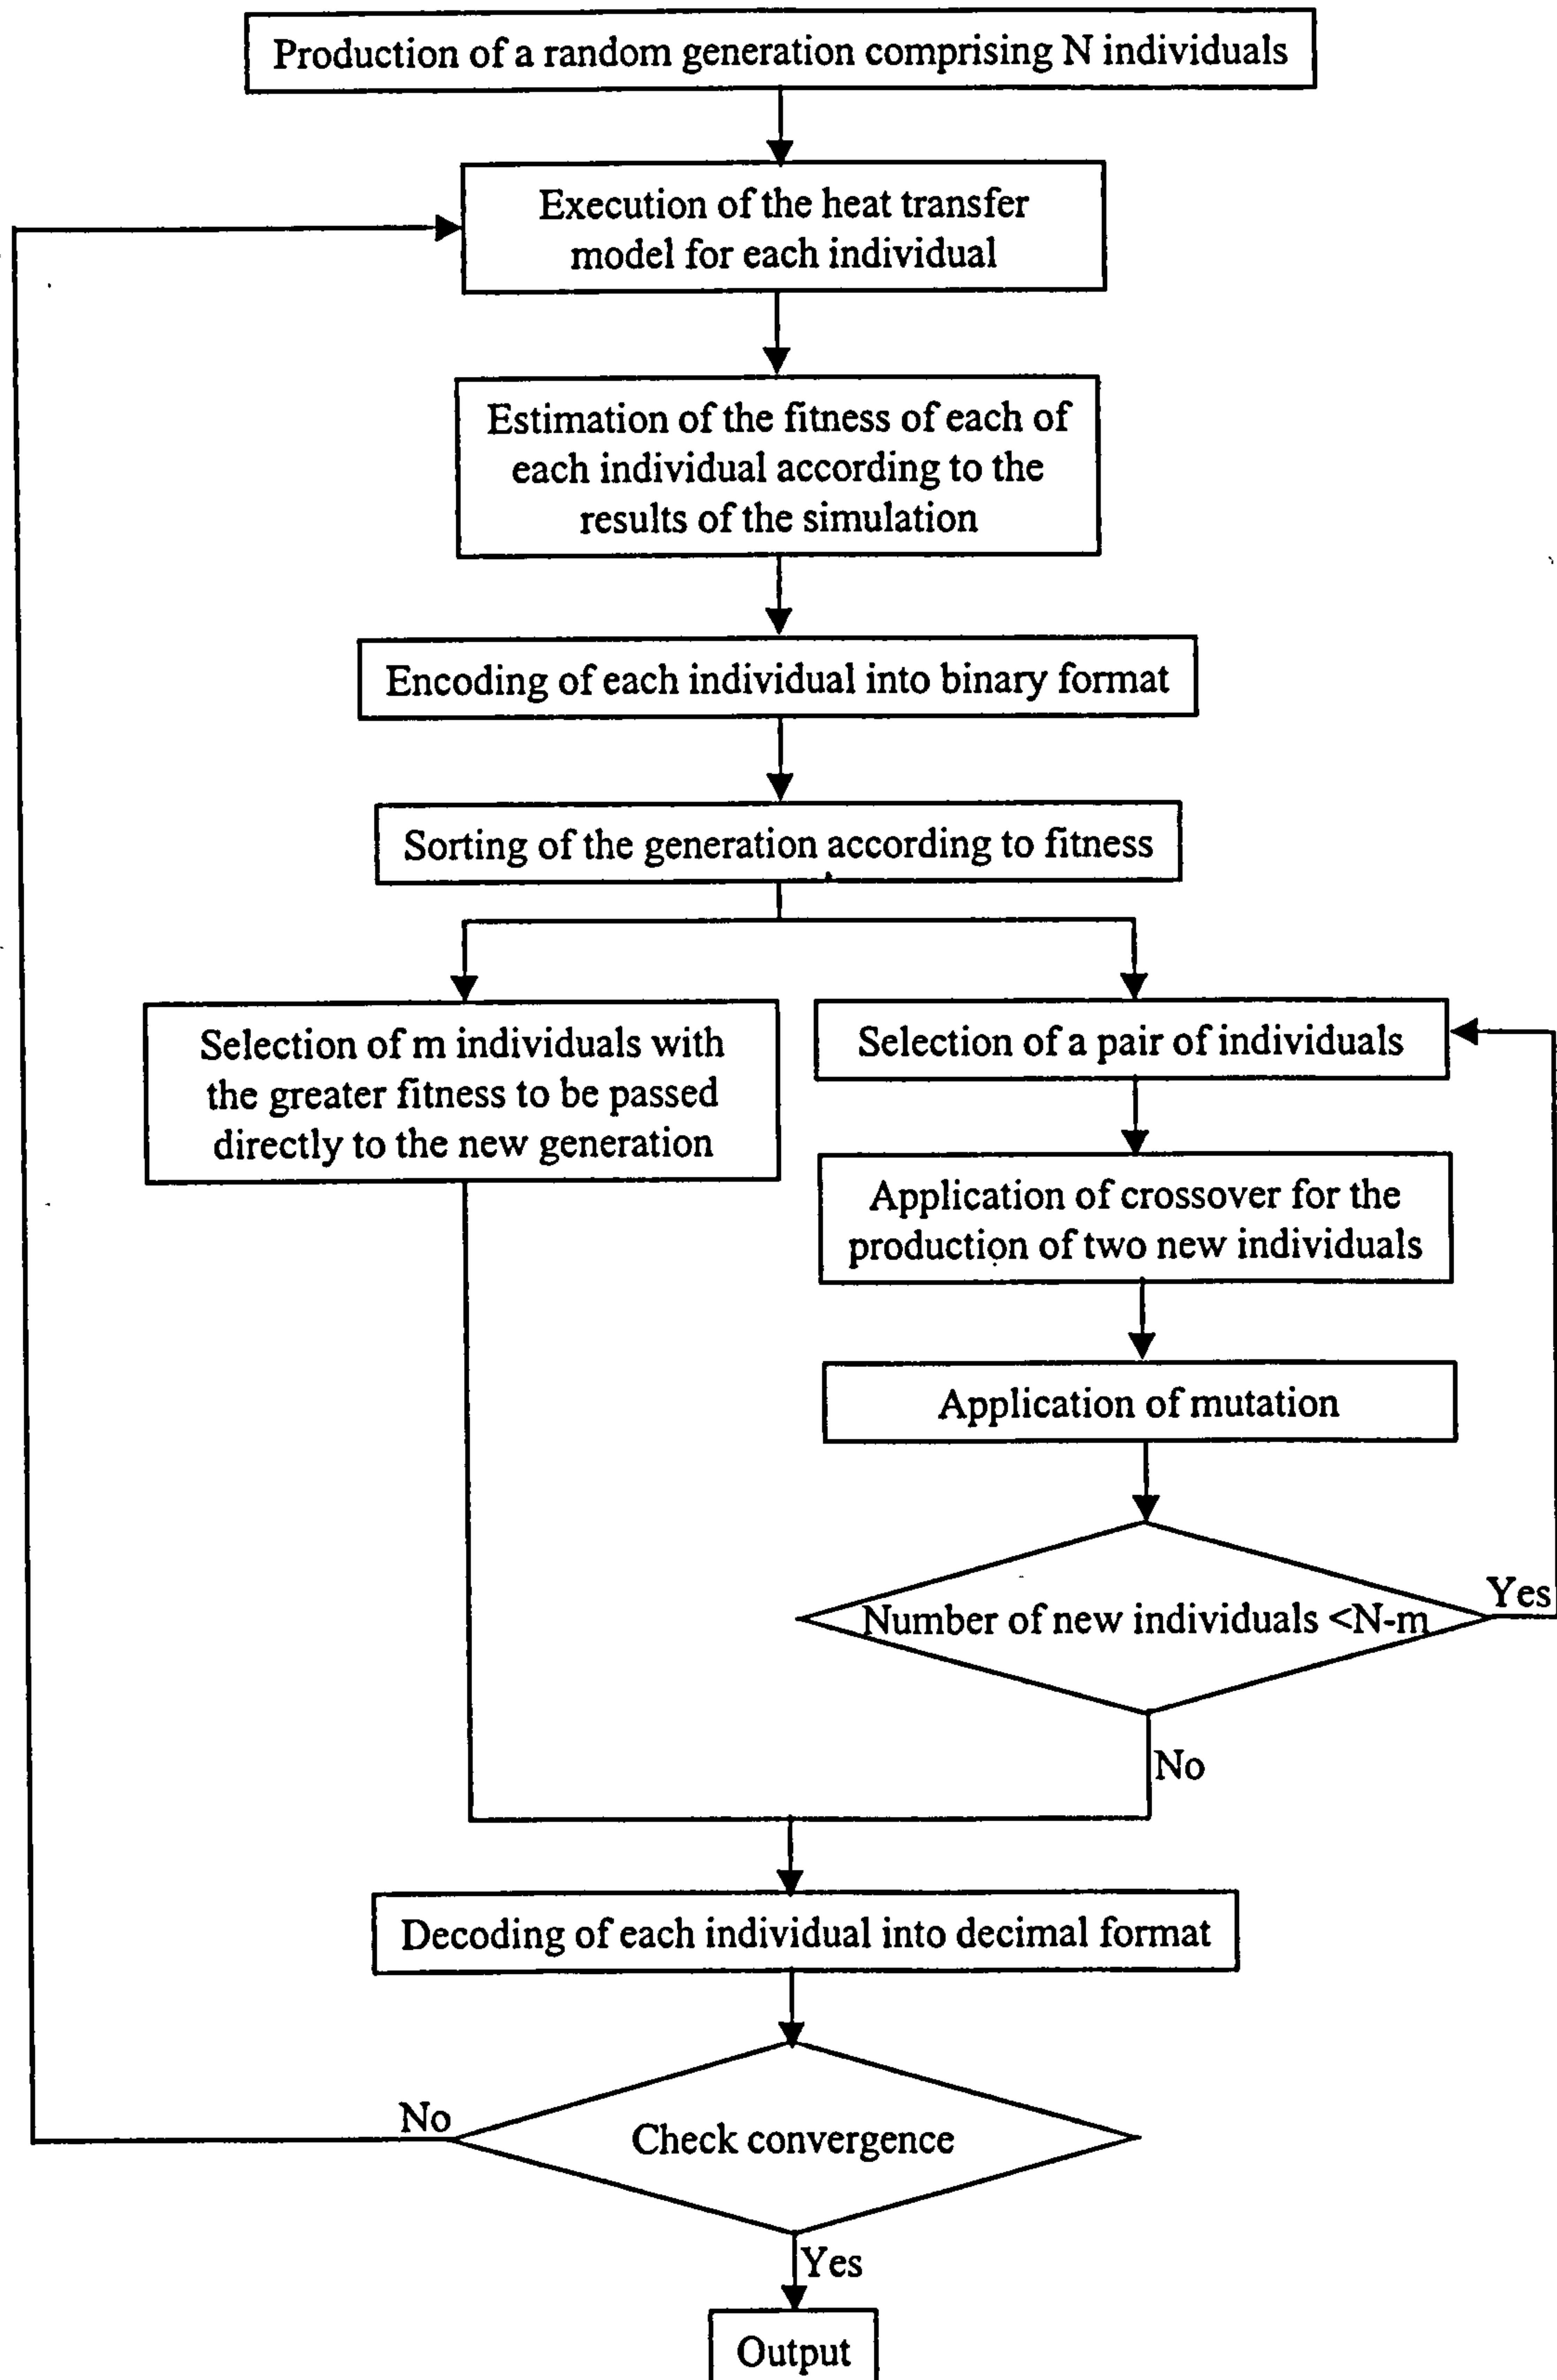 Production of a random generation comprising N individuals
Execution of the heat transfer
model for each individual
Estimation of the fitness of each of
each individual according to the
results of the simulation
Encoding of each individual into binary format
Sorting of the generation according to fitness
Selection of m individuals with
the greater fitness to be passed
directly to the new generation
Selection of a pair of individuals
Application of crossover for the
production of two new individuals
Application of mutation
Number of new individuals <N-m
Yes
No
Decoding of each individual into decimal format
Check convergence
No
Yes
Output